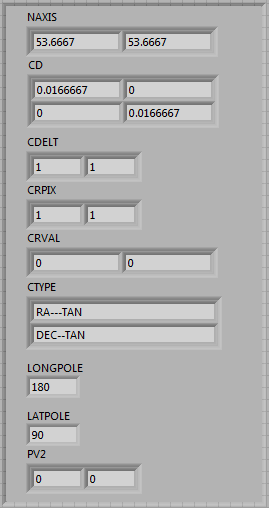 NAXIS
53.6667 53.6667
CD
0.0166667 0
0 0.0166667
CDELT
1 1
CRPIX
1 1
CRVAL
0 0
CTYPE
RA---TAN
DEC--TAN
LONGPOLE
180
LATPOLE
90
PV2
0 0